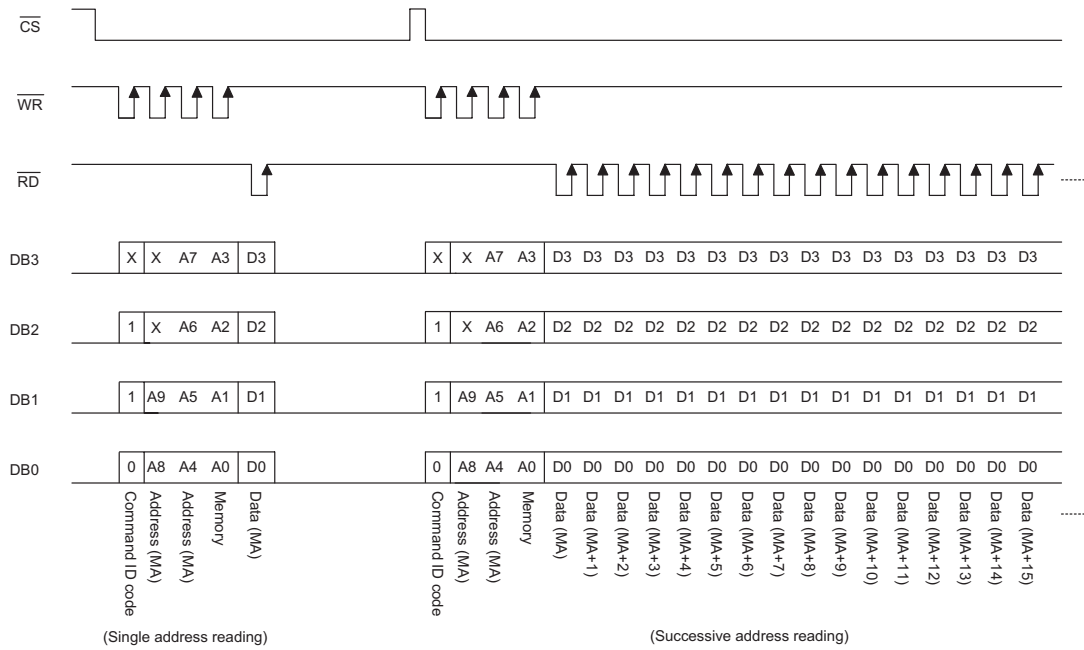 CS
WR
RD
DB3 X X A7 A3 D3 X X A7 A3 D3 D3 D3 D3 D3 D3 D3 D3 D3 D3 D3 D3 D3 D3 D3 D3
DB2 1 X A6 A2 D2 1 X A6 A2 D2 D2 D2 D2 D2 D2 D2 D2 D2 D2 D2 D2 D2 D2 D2 D2
DB1 1 A9 A5 A1 D1 1 A9 A5 A1 D1 D1 D1 D1 D1 D1 D1 D1 D1 D1 D1 D1 D1 D1 D1 D1
DB0 0 A8 A4 A0 D0 0 A8 A4 A0 D0 D0 D0 D0 D0 D0 D0 D0 D0 D0 D0 D0 D0 D0 D0 D0
Command ID code
Address (MA)
Address (MA)
Memory
Data (MA)
Command ID code
Address (MA)
Address (MA)
Memory
Data (MA)
Data (MA+1)
Data (MA+2)
Data (MA+3)
Data (MA+4)
Data (MA+5)
Data (MA+6)
Data (MA+7)
Data (MA+8)
Data (MA+9)
Data (MA+10)
Data (MA+11)
Data (MA+12)
Data (MA+13)
Data (MA+14)
Data (MA+15)
(Single address reading)
(Successive address reading)